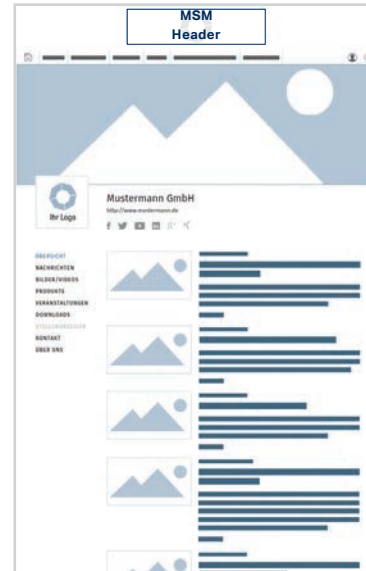 MSM
Header
Ihr Logo
Mustermann GmbH
http://www.mustermann.de
ÜBERSICHT
NACHRICHTEN
BILDER/VIDEOS
PRODUKTE
VERANSTALTUNGEN
DOWNLOADS
STELLENANZEIGEN
KONTAKT
ÜBER UNS